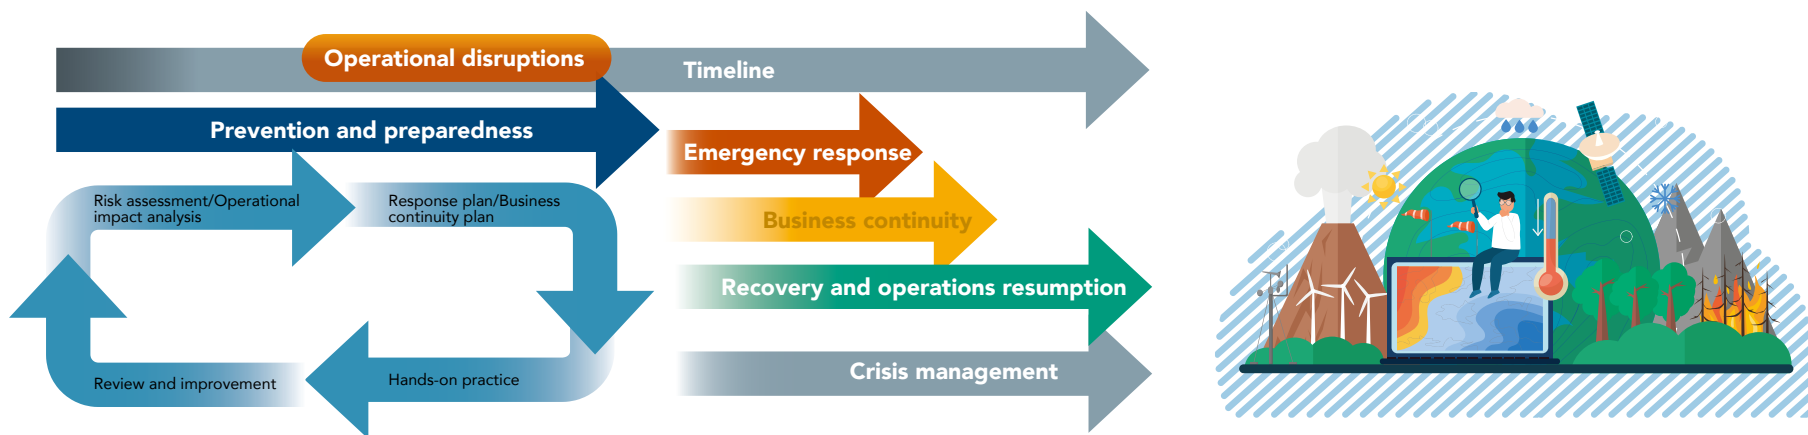 Operational disruptions
Timeline
Prevention and preparedness
Emergency response
Risk assessment/Operational
impact analysis
Response plan/Business
continuity plan
Business continuity
Recovery and operations resumption
Review and improvement
Hands-on practice
Crisis management